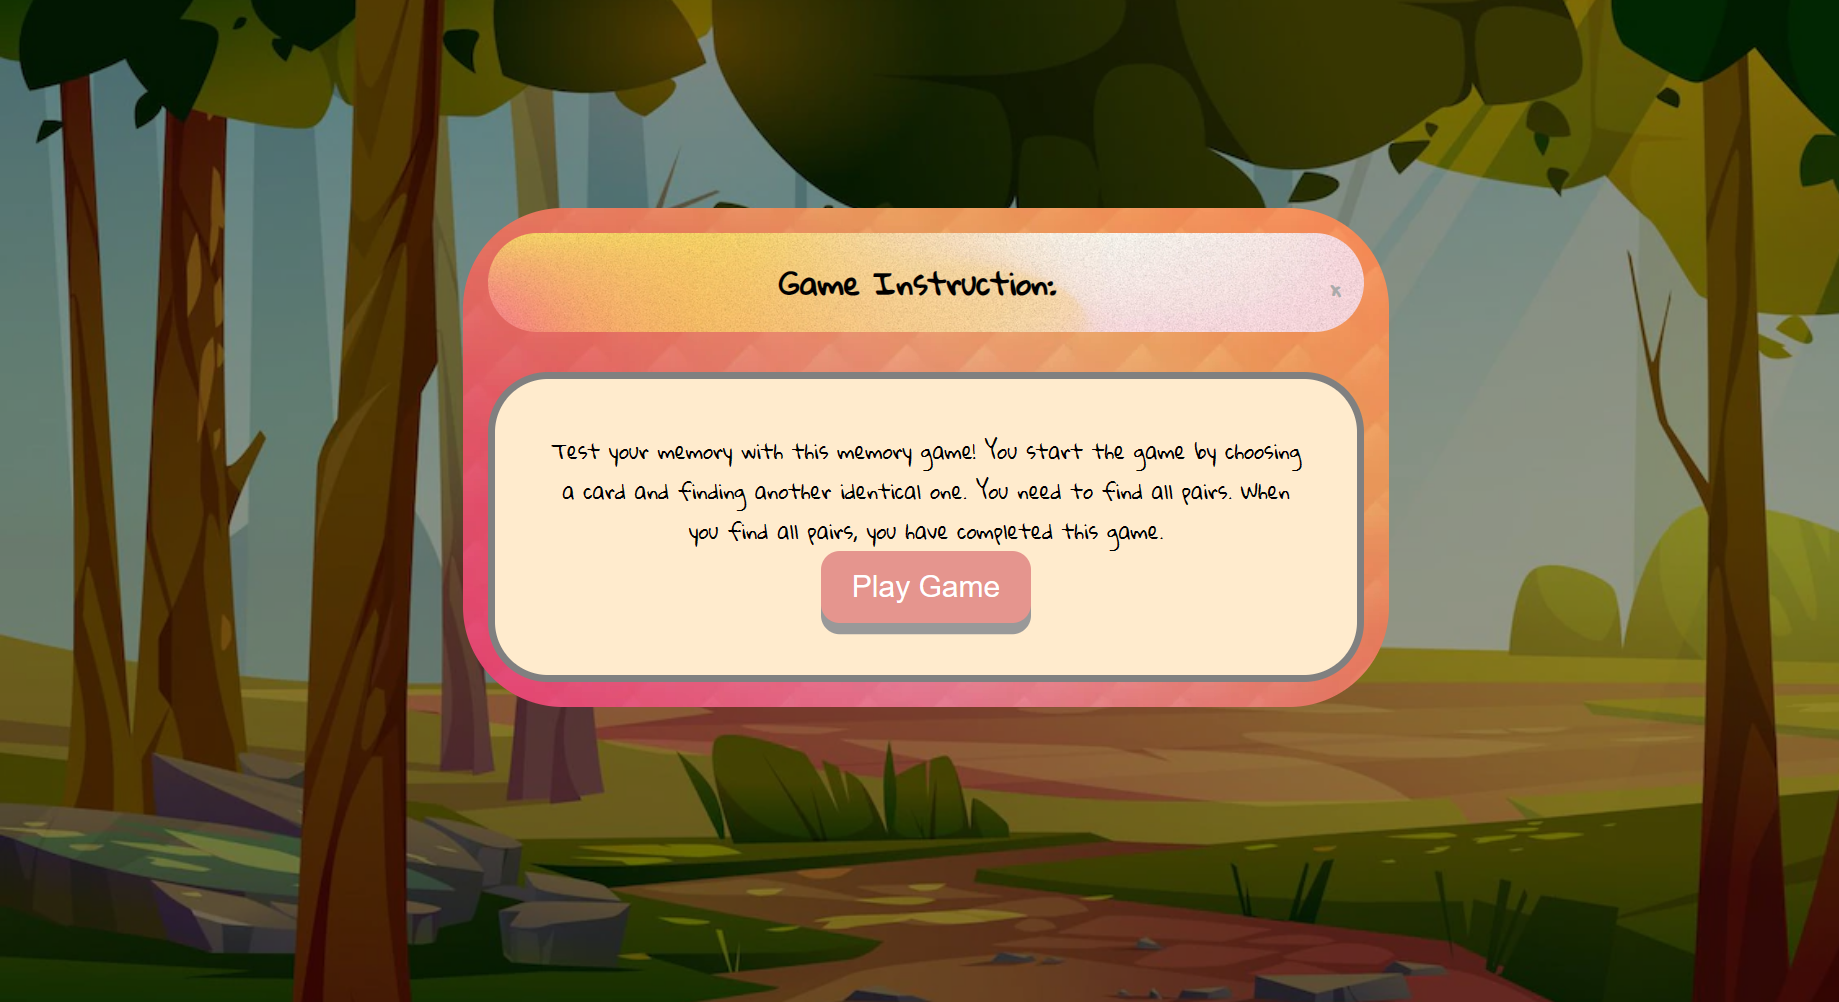 Game Instruction:
x
Test your memory with this memory game! You start the game by choosing
a card and finding another identical one. You need to find all pairs. When
you find all pairs, you have completed this game.
Play Game